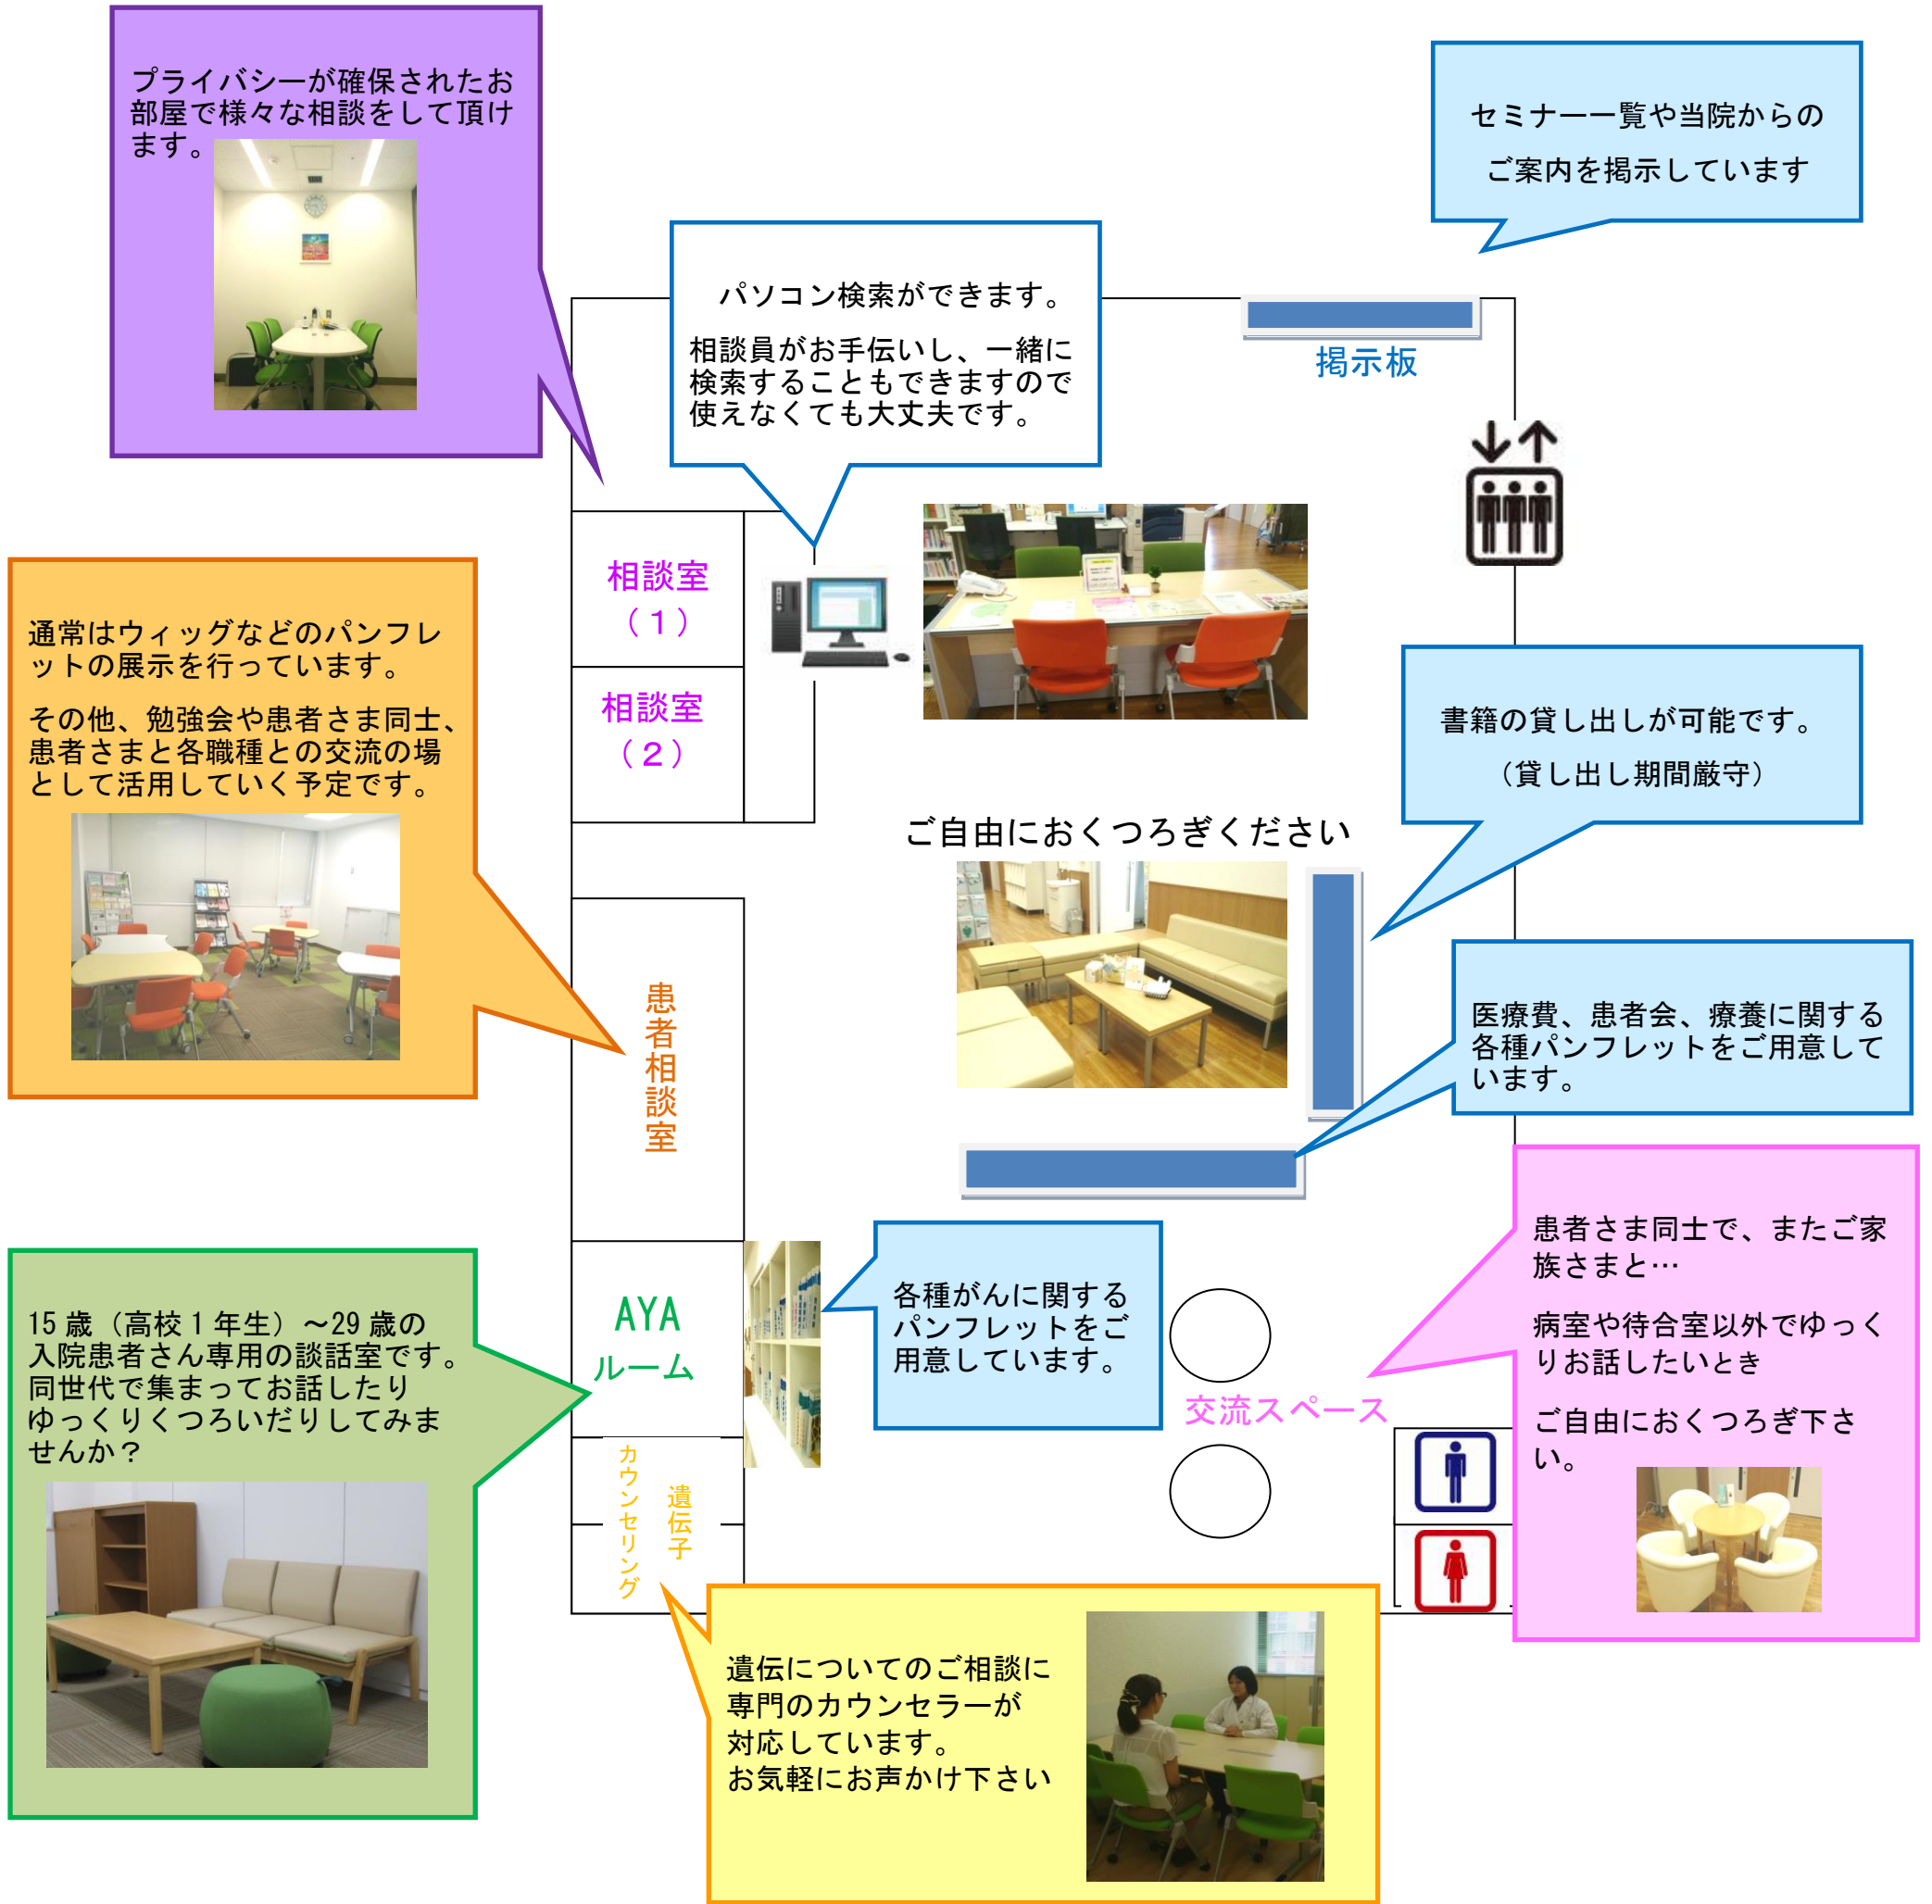 プライバシーが確保されたお
部屋で様々な相談をして頂け
ます。
セミナー一覧や当院からの
ご案内を掲示しています
パソコン検索ができます。
相談員がお手伝いし、一緒に
検索することもできますので
使えなくても大丈夫です。
掲示板
相談室
（１）
相談室
（２）
通常はウィッグなどのパンフレ
ットの展示を行っています。
その他、勉強会や患者さま同士、
患者さまと各職種との交流の場
として活用していく予定です。
書籍の貸し出しが可能です。
（貸し出し期間厳守）
ご自由におくつろぎください
患者相談室
医療費、患者会、療養に関する
各種パンフレットをご用意して
います。
患者さま同士で、またご家
族さまと…
病室や待合室以外でゆっく
りお話したいとき
ご自由におくつろぎ下さ
い。
15 歳（高校 1 年生）～29 歳の
入院患者さん専用の談話室です。
同世代で集まってお話したり
ゆっくりくつろいだりしてみま
せんか？
AYA
ルーム
各種がんに関する
パンフレットをご
用意しています。
交流スペース
遺伝子
カウンセリング
遺伝についてのご相談に
専門のカウンセラーが
対応しています。
お気軽にお声かけ下さい